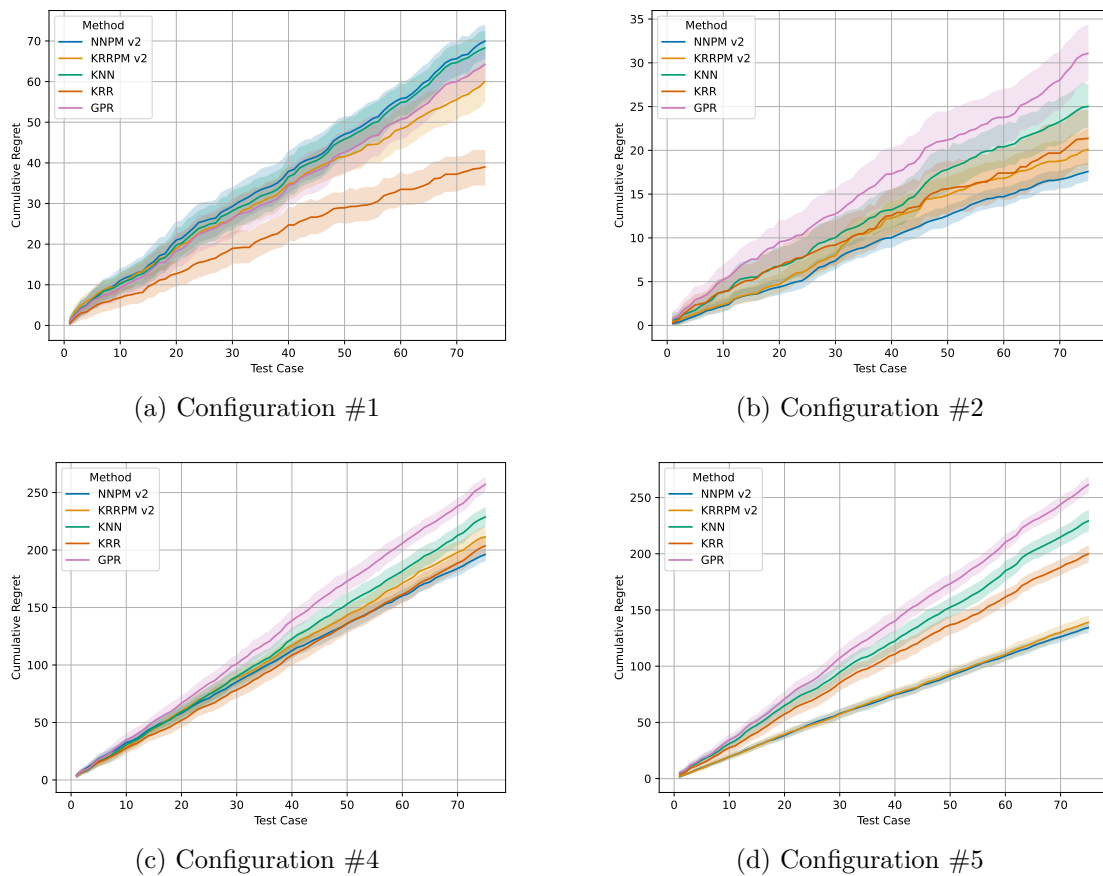 Method
NNPM v2
KRRPM v2
KNN
KRR
GPR
70
60
50
40
30
20
10
0
Cumulative Regret
0 10 20 30 40 50 60 70
Test Case
(a) Configuration #1
Method
NNPM v2
KRRPM v2
KNN
KRR
GPR
35
30
25
20
15
10
5
0
Cumulative Regret
0 10 20 30 40 50 60 70
Test Case
(b) Configuration #2
Method
NNPM v2
KRRPM v2
KNN
KRR
GPR
250
200
150
100
50
0
Cumulative Regret
0 10 20 30 40 50 60 70
Test Case
(c) Configuration #4
Method
NNPM v2
KRRPM v2
KNN
KRR
GPR
250
200
150
100
50
0
Cumulative Regret
0 10 20 30 40 50 60 70
Test Case
(d) Configuration #5